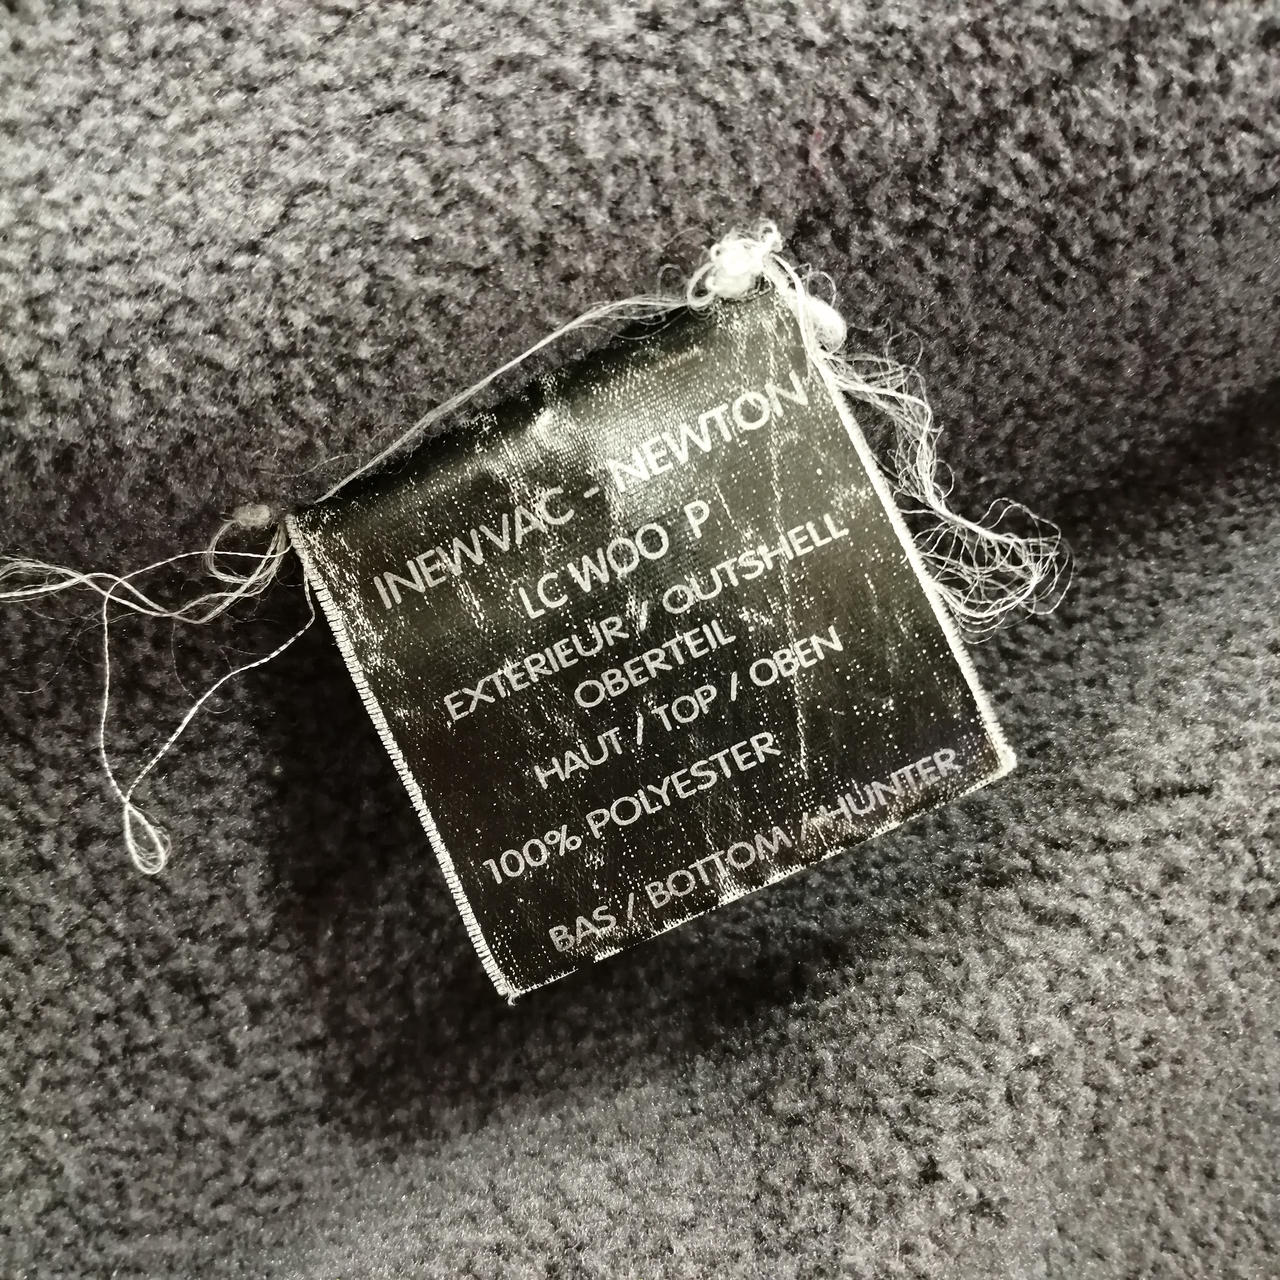 INEWVAC - NEWTON
LC WOO P
EXTERIEUR / OUTSHELL
OBERTEIL
HAUT / TOP / OBEN
100% POLYESTER
BAS / BOTTOM / HUNTER